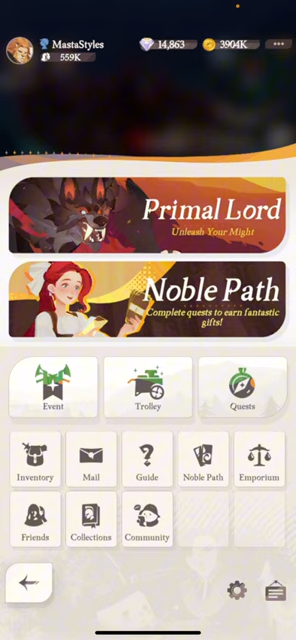 MastaStyles
14,863
3904K
559K
Primal Lord
Unleash Your Might
Noble Path
Complete quests to earn fantastic
gifts!
Event
Trolley
Quests
Inventory
Mail
Guide
Noble Path
Emporium
Friends
Collections
Community